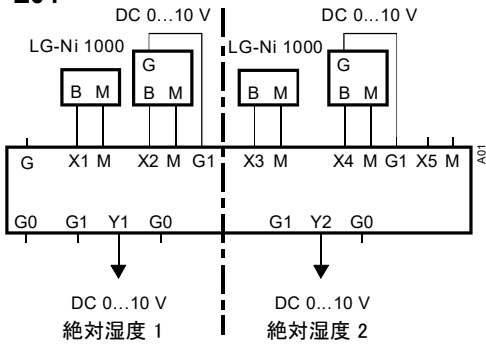 DC 0...10 V DC 0...10 V
LG-Ni 1000 LG-Ni 1000
G G
B M B M B M B M
G X1 M X2 M G1 X3 M X4 M G1 X5 M
A01
G0 G1 Y1 G0 G1 Y2 G0
DC 0...10 V DC 0...10 V
絶対湿度 1 絶対湿度 2